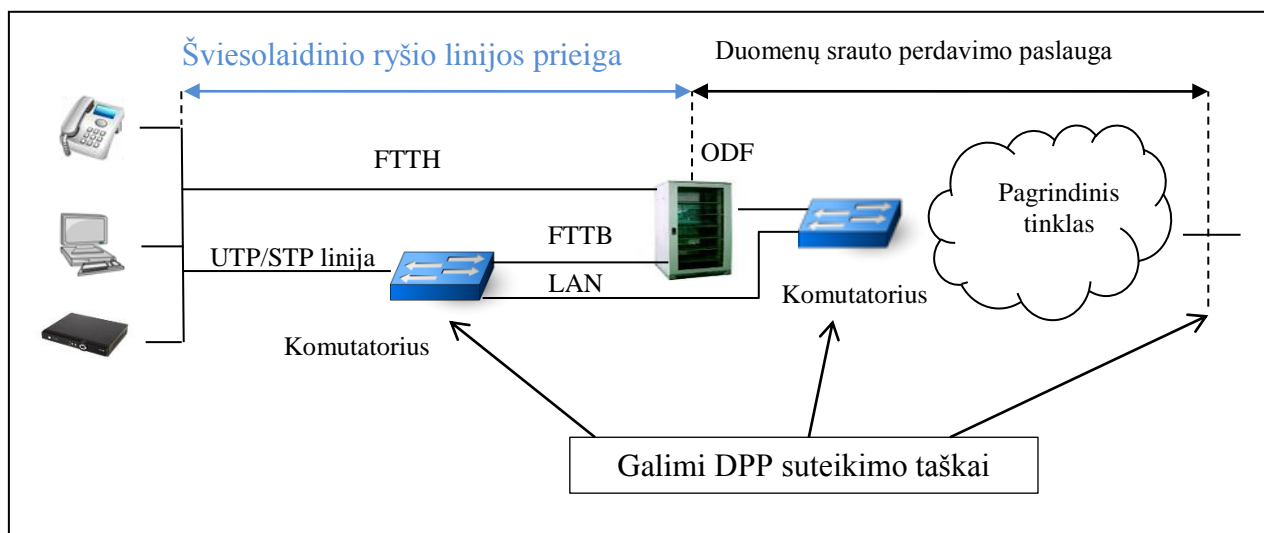 Šviesolaidinio ryšio linijos prieiga
Duomenų srauto perdavimo paslauga
FTTH
ODF
Pagrindinis
tinklas
FTTB
UTP/STP linija
LAN
Komutatorius
Komutatorius
Galimi DPP suteikimo taškai